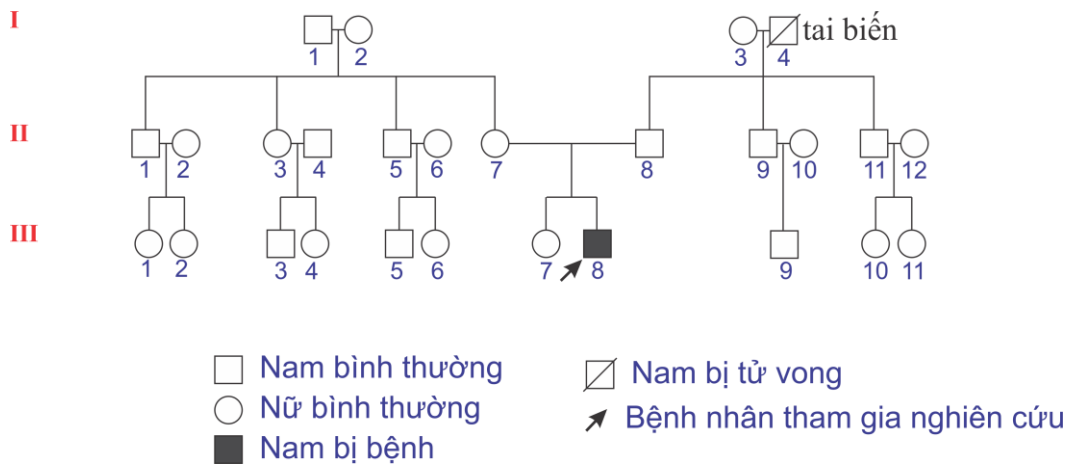 I
1 2 3 4 tai biến
II
1 2 3 4 5 6 7 8 9 10 11 12
III
1 2 3 4 5 6 7 8 9 10 11
Nam bình thường
Nam bị tử vong
Nữ bình thường
Bệnh nhân tham gia nghiên cứu
Nam bị bệnh